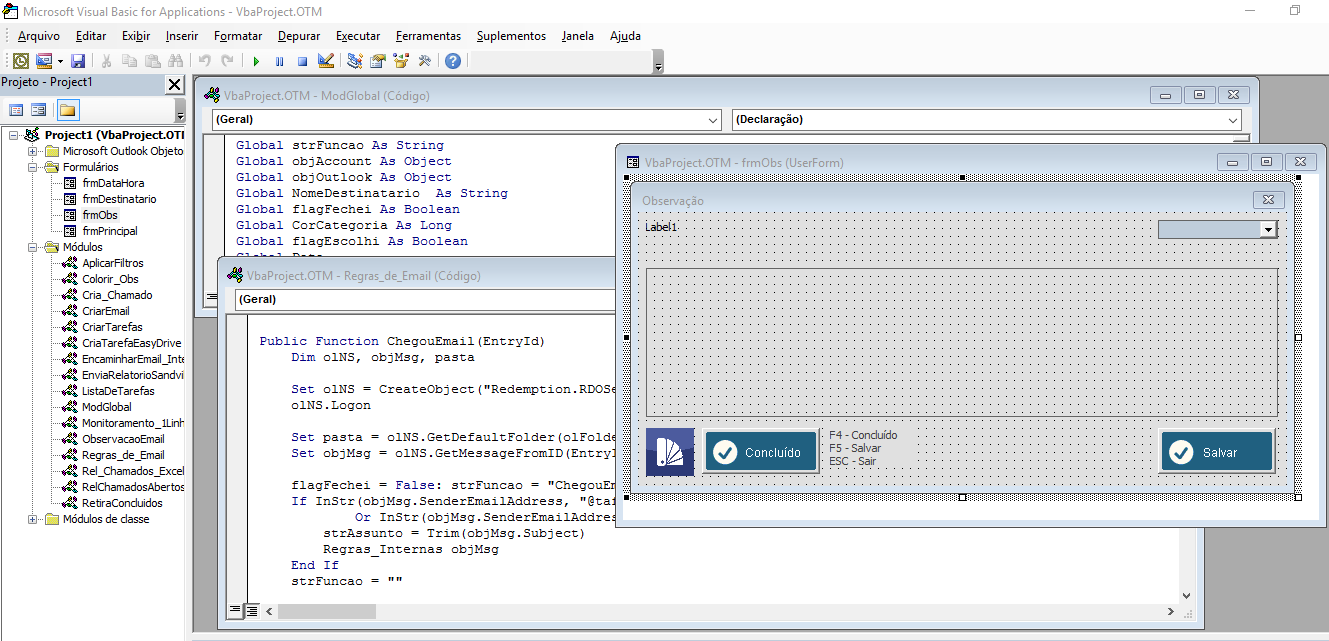 Microsoft Visual Basic for Applications - VbaProject.OTM
Arquivo Editar Exibir Inserir Formatar Depurar Executar Ferramentas Suplementos Janela Ajuda
Projeto - Project1
Project1 (VbaProject.OTI
Microsoft Outlook Objeto
Formulários
frmDataHora
frmDestinatario
frmObs
frmPrincipal
Módulos
AplicarFiltros
Colorir_Obs
Cria_Chamado
CriarEmail
CriarTarefas
CriaTarefaEasyDrive
EncaminharEmail_Inte
EnviaRelatorioSandvi
ListaDeTarefas
ModGlobal
Monitoramento_1Linh
ObservacaoEmail
Regras_de_Email
Rel_Chamados_Excel
RelChamadosAbertos
RetiraConcluidos
Módulos de classe
VbaProject.OTM - ModGlobal (Código)
(Geral) (Declaração)
Global strFuncao As String
Global objAccount As Object
Global objOutlook As Object
Global NomeDestinatario  As String
Global flagFechei As Boolean
Global CorCategoria As Long
Global flagEscolhi As Boolean
VbaProject.OTM - Regras_de_Email (Código)
(Geral)
Public Function ChegouEmail(EntryId)
Dim olNS, objMsg, pasta
Set olNS = CreateObject("Redemption.RDOSe
olNS.Logon
Set pasta = olNS.GetDefaultFolder(olFolde
Set objMsg = olNS.GetMessageFromID(EntryI
flagFechei = False: strFuncao = "ChegouEm
If InStr(objMsg.SenderEmailAddress, "@tai
Or InStr(objMsg.SenderEmailAddres
strAssunto = Trim(objMsg.Subject)
Regras_Internas objMsg
End If
strFuncao = ""
VbaProject.OTM - frmObs (UserForm)
Observação
Label1
Concluído
F4 - Concluído
F5 - Salvar
ESC - Sair
Salvar